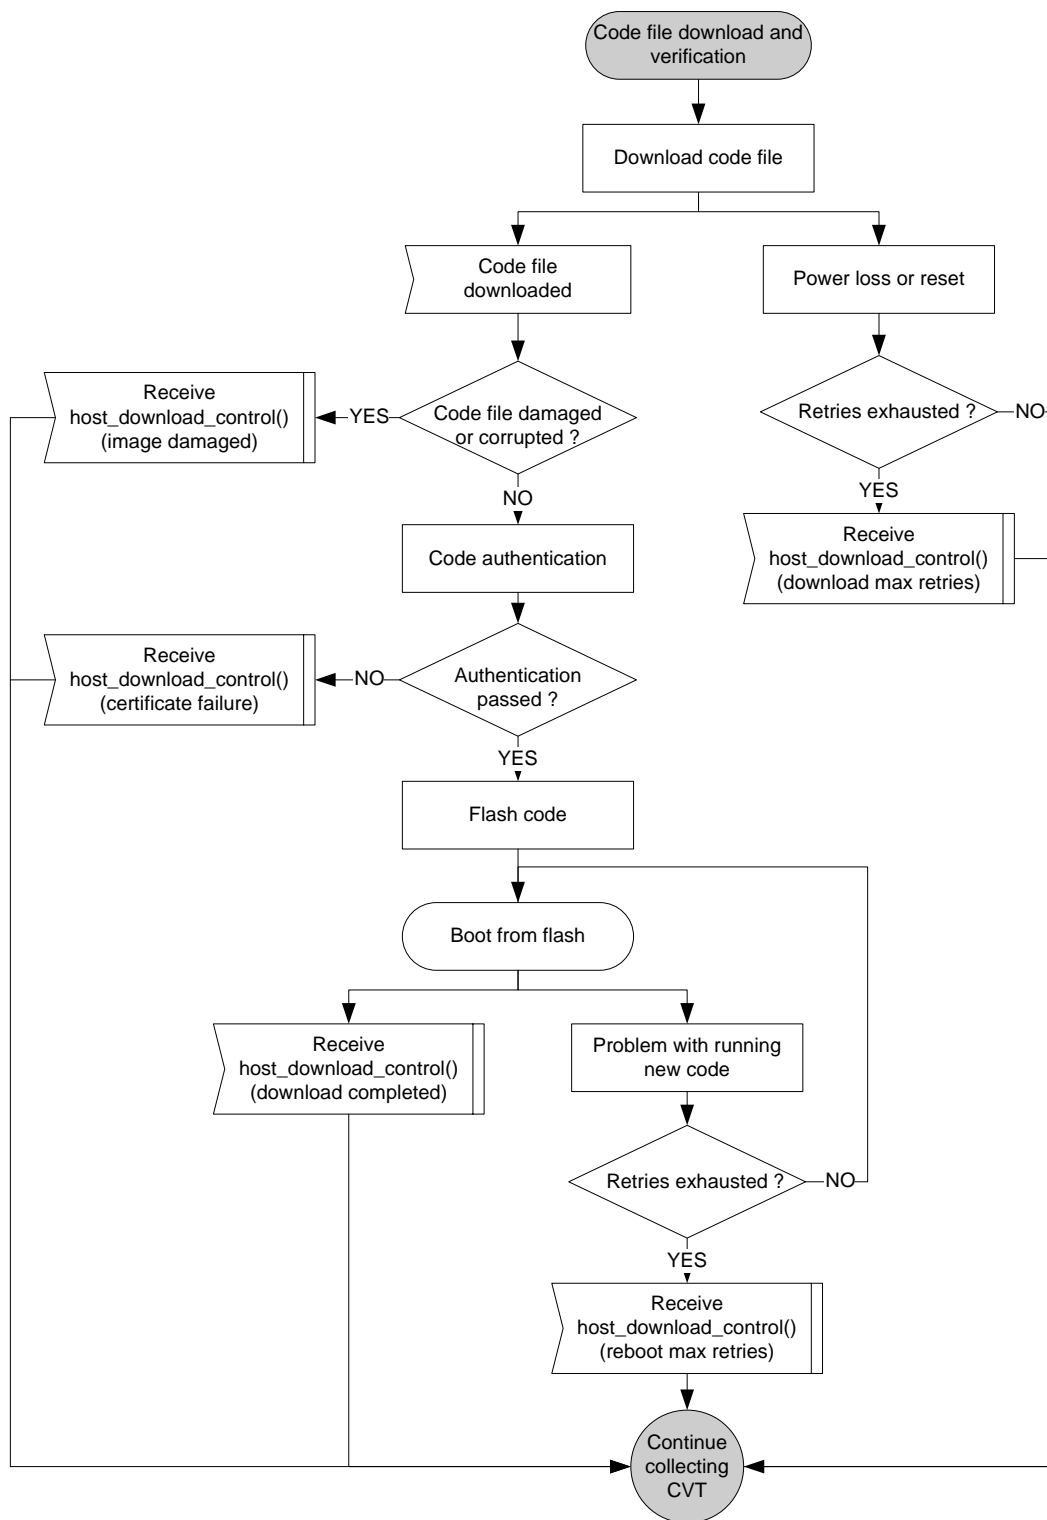 Code file download and
verification
Download code file
Code file
downloaded
Power loss or reset
Receive
host_download_control()
(image damaged)
YES
Code file damaged
or corrupted ?
Retries exhausted ?
NO
NO
YES
Code authentication
Receive
host_download_control()
(download max retries)
Receive
host_download_control()
(certificate failure)
NO
Authentication
passed ?
YES
Flash code
Boot from flash
Receive
host_download_control()
(download completed)
Problem with running
new code
Retries exhausted ?
NO
YES
Receive
host_download_control()
(reboot max retries)
Continue
collecting
CVT